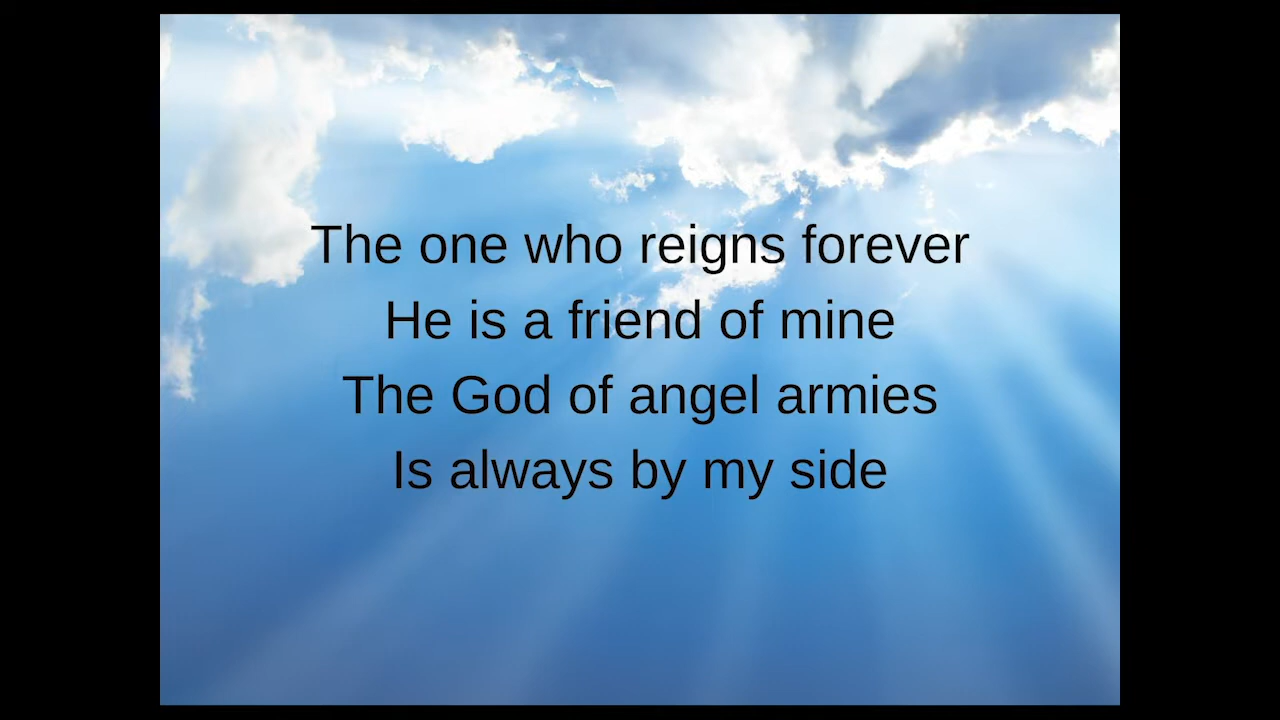 The one who reigns forever
He is a friend of mine
The God of angel armies
Is always by my side